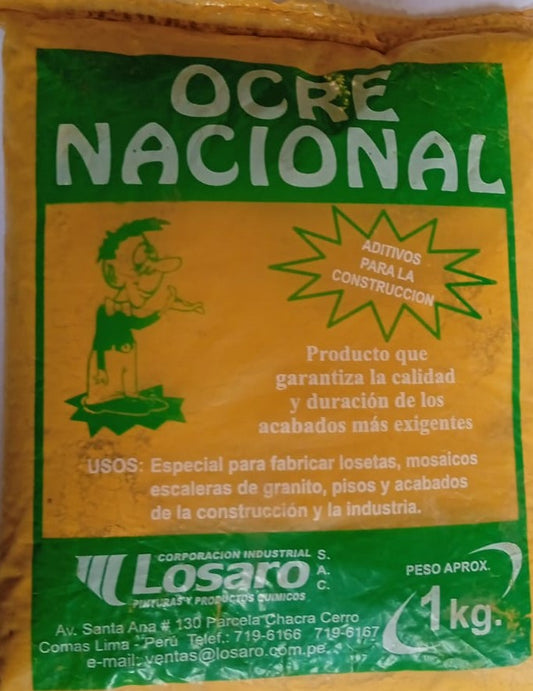 OCRE
NACIONAL
ADITIVOS
PARA LA
CONSTRUCCION
Producto que
garantiza la calidad
y duración de los
acabados más exigentes
USOS: Especial para fabricar losetas, mosaicos
escaleras de granito, pisos y acabados
de la construcción y la industria.
CORPORACION INDUSTRIAL
Losaro
S.
A.
C.
PINTURAS Y PRODUCTOS QUIMICOS
PESO APROX.
1kg.
Av. Santa Ana # 130 Parcela Chacra Cerro
Comas Lima - Perú Telef.: 719-6166 719-6167
e-mail: ventas@losaro.com.pe